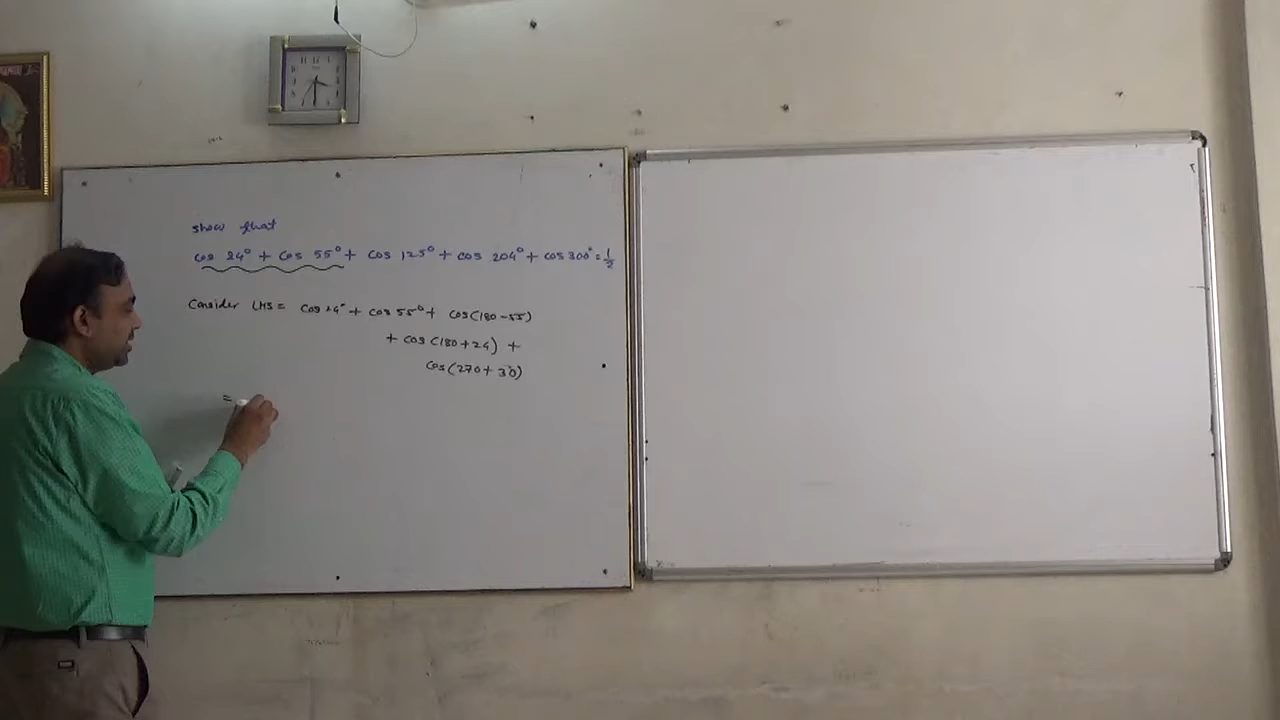 show that
cos 24° + cos 55° + cos 125° + cos 204° + cos 300° = 1/2
Consider LHS = cos 24° + cos 55° + cos(180 - 55)
+ cos(180 + 24) +
cos(270 + 30)
=